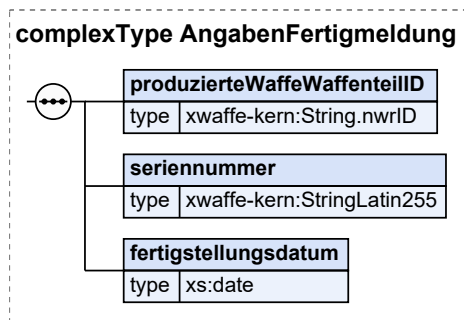 complexType AngabenFertigmeldung
produzierteWaffeWaffenteilID
type xwaffe-kern:String.nwrID
seriennummer
type xwaffe-kern:StringLatin255
fertigstellungsdatum
type xs:date